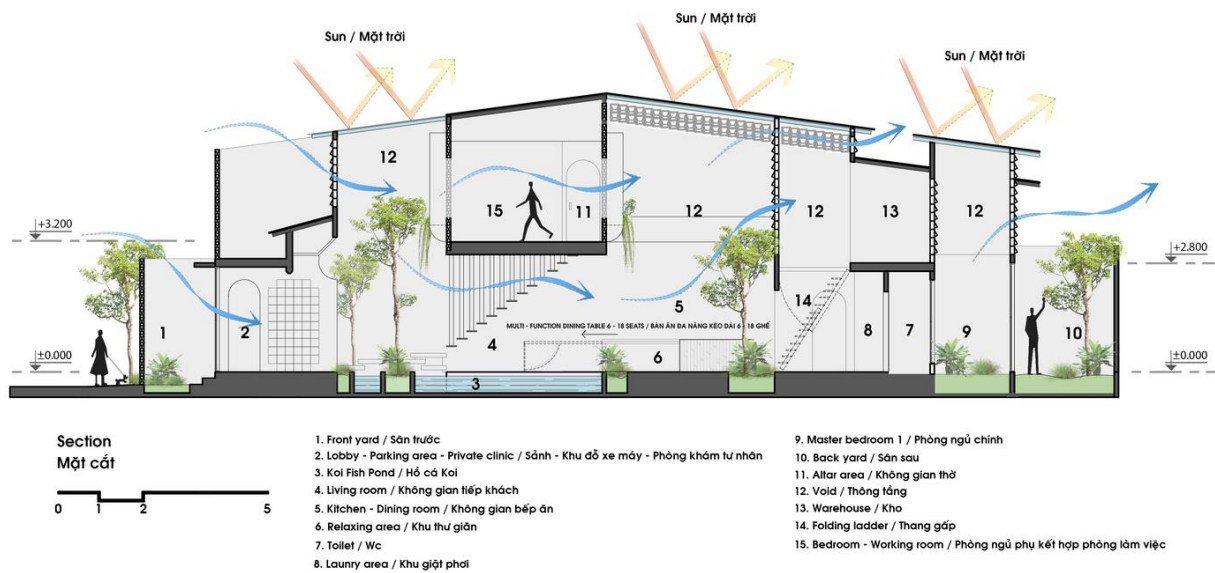 Sun / Mặt trời
Sun / Mặt trời
Sun / Mặt trời
12
15
11
12
12
13
12
+3.200
+2.800
1
2
14
5
MULTI - FUNCTION DINING TABLE 6 - 18 SEATS / BÀN ĂN ĐA NĂNG KÉO DÀI 6 - 18 GHẾ
4
6
8
7
9
10
±0.000
±0.000
3
Section
Mặt cắt
0 1 2 5
1. Front yard / Sân trước
2. Lobby - Parking area - Private clinic / Sảnh - Khu đỗ xe máy - Phòng khám tư nhân
3. Koi Fish Pond / Hồ cá Koi
4. Living room / Không gian tiếp khách
5. Kitchen - Dining room / Không gian bếp ăn
6. Relaxing area / Khu thư giãn
7. Toilet / Wc
8. Launry area / Khu giặt phơi
9. Master bedroom 1 / Phòng ngủ chính
10. Back yard / Sân sau
11. Altar area / Không gian thờ
12. Void / Thông tầng
13. Warehouse / Kho
14. Folding ladder / Thang gấp
15. Bedroom - Working room / Phòng ngủ phụ kết hợp phòng làm việc